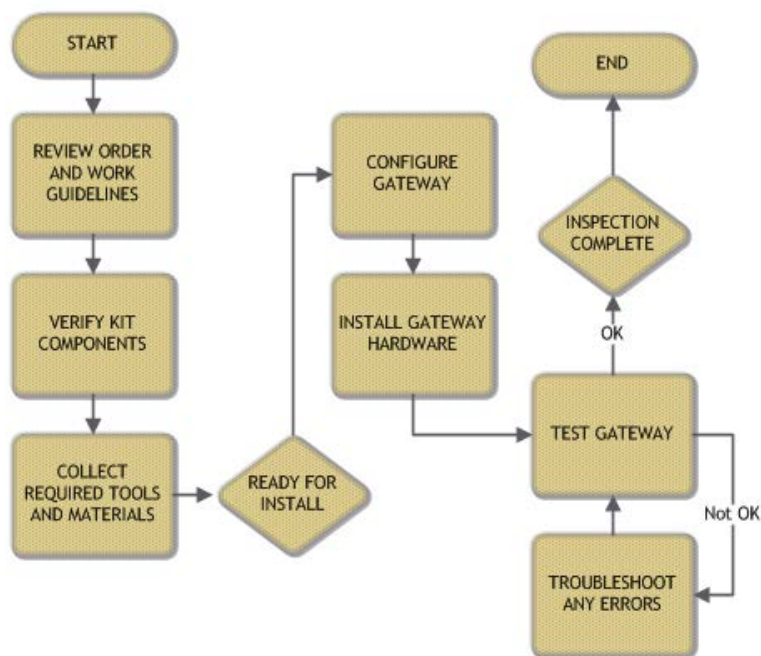 START
REVIEW ORDER
AND WORK
GUIDELINES
VERIFY KIT
COMPONENTS
COLLECT
REQUIRED TOOLS
AND MATERIALS
READY FOR
INSTALL
CONFIGURE
GATEWAY
INSTALL GATEWAY
HARDWARE
TEST GATEWAY
Not OK
TROUBLESHOOT
ANY ERRORS
OK
INSPECTION
COMPLETE
END